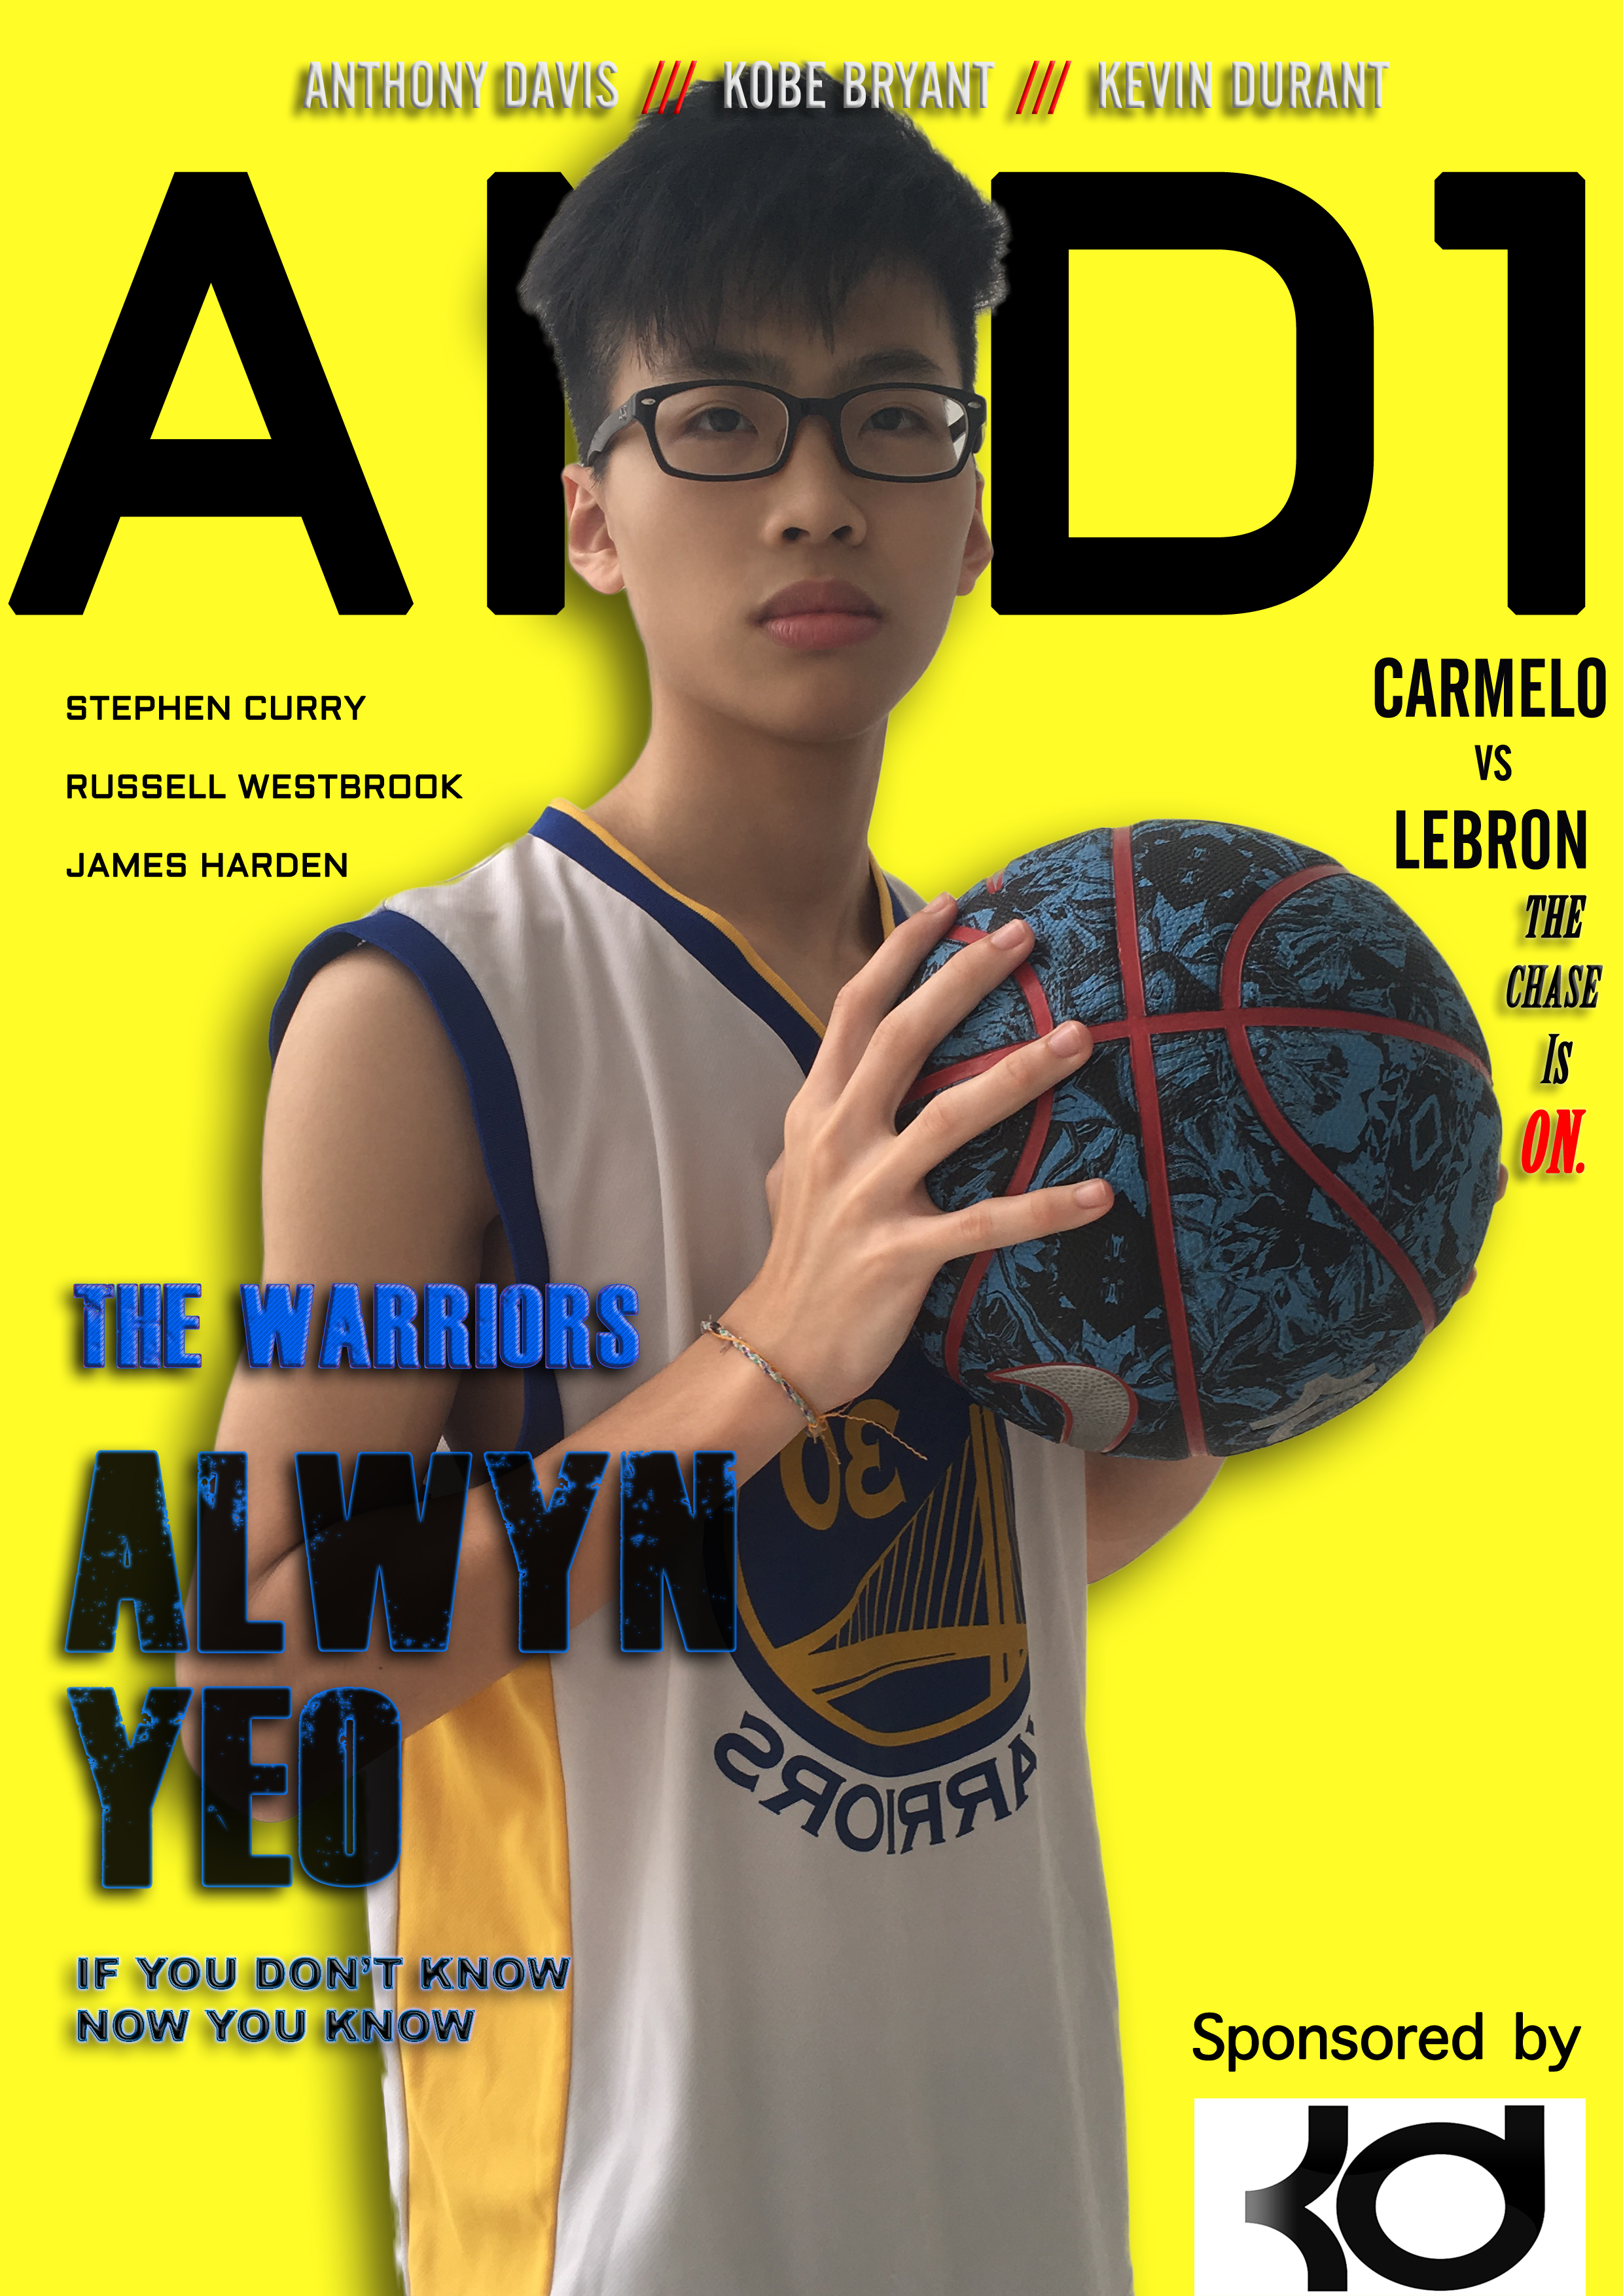 ANTHONY DAVIS /// KOBE BRYANT /// KEVIN DURANT
AND1
STEPHEN CURRY
RUSSELL WESTBROOK
JAMES HARDEN
CARMELO
VS
LEBRON
THE
CHASE
Is
ON.
THE WARRIORS
ALWYN
YEO
IF YOU DON'T KNOW
NOW YOU KNOW
30
WARRIORS
Sponsored by
KD